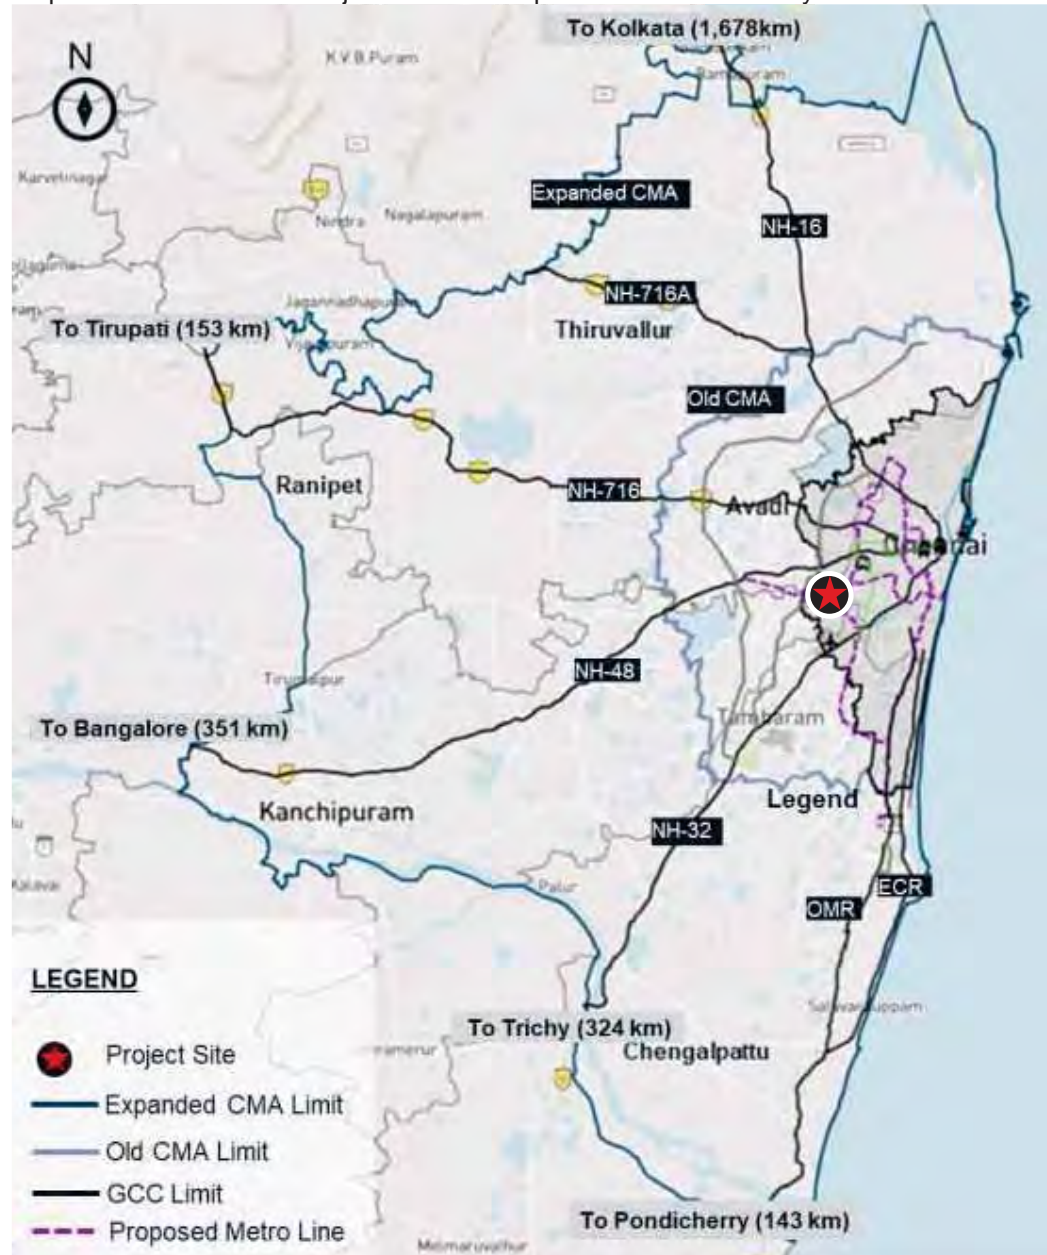 To Kolkata (1,678km)
N
K.V.B.Puram
Karvetinagar
Expanded CMA
Nindra
Nagalapuram
NH-16
NH-716A
To Tirupati (153 km)
Thiruvallur
Old CMA
Ranipet
NH-716
Avadi
NH-48
Tambaram
To Bangalore (351 km)
Kanchipuram
Legend
NH-32
Palur
ECR
OMR
To Trichy (324 km)
Chengalpattu
LEGEND
Project Site
Expanded CMA Limit
Old CMA Limit
GCC Limit
Proposed Metro Line
To Pondicherry (143 km)